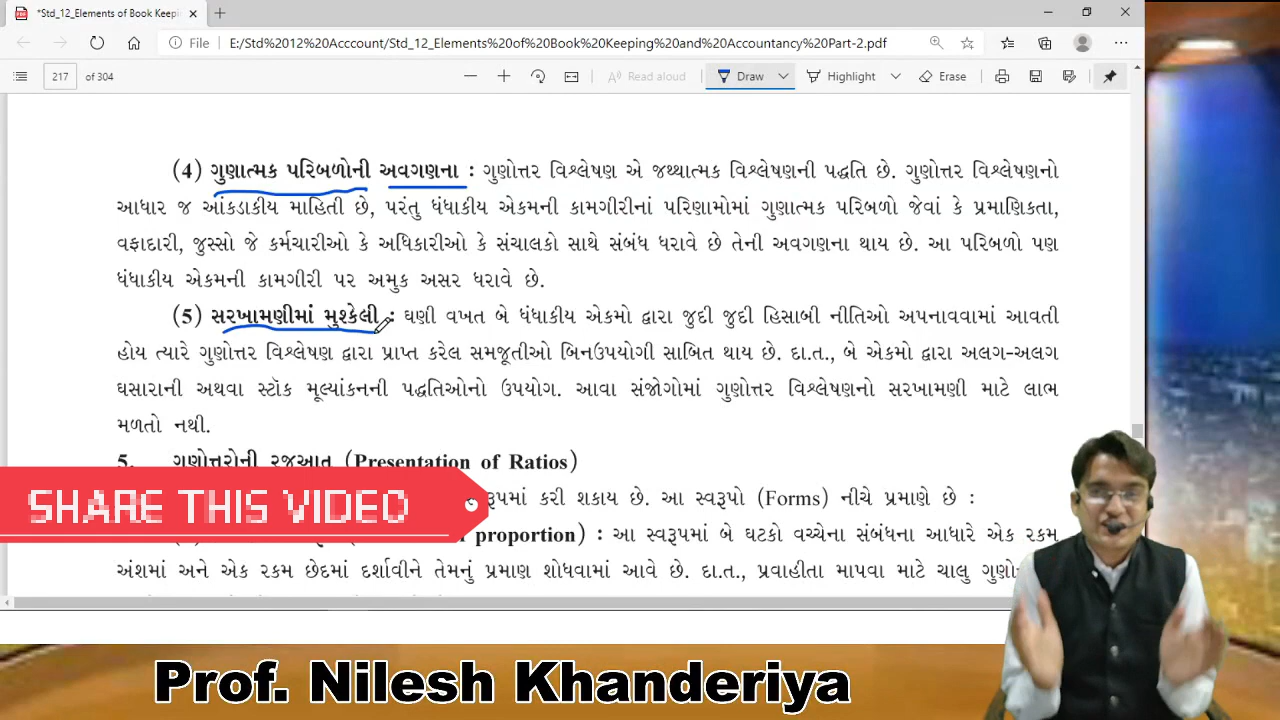 *Std_12_Elements of Book Keepi
File E:/Std%2012%20Acccount/Std_12_Elements%20of%20Book%20Keeping%20and%20Accountancy%20Part-2.pdf
217 of 304 Read aloud Draw Highlight Erase
(4) ગુણાત્મક પરિબળોની અવગણના : ગુણોત્તર વિશ્લેષણ એ જથ્થાત્મક વિશ્લેષણની પદ્ધતિ છે. ગુણોત્તર વિશ્લેષણનો
આધાર જ આંકડાકીય માહિતી છે, પરંતુ ધંધાકીય એકમની કામગીરીનાં પરિણામોમાં ગુણાત્મક પરિબળો જેવાં કે પ્રમાણિકતા,
વફાદારી, જુસ્સો જે કર્મચારીઓ કે અધિકારીઓ કે સંચાલકો સાથે સંબંધ ધરાવે છે તેની અવગણના થાય છે. આ પરિબળો પણ
ધંધાકીય એકમની કામગીરી પર અમુક અસર ધરાવે છે.
(5) સરખામણીમાં મુશ્કેલી : ઘણી વખત બે ધંધાકીય એકમો દ્વારા જુદી જુદી હિસાબી નીતિઓ અપનાવવામાં આવતી
હોય ત્યારે ગુણોત્તર વિશ્લેષણ દ્વારા પ્રાપ્ત કરેલ સમજૂતીઓ બિનઉપયોગી સાબિત થાય છે. દા.ત., બે એકમો દ્વારા અલગ-અલગ
ઘસારાની અથવા સ્ટૉક મૂલ્યાંકનની પદ્ધતિઓનો ઉપયોગ. આવા સંજોગોમાં ગુણોત્તર વિશ્લેષણનો સરખામણી માટે લાભ
મળતો નથી.
5. ગુણોત્તરોની રજૂઆત (Presentation of Ratios)
કરી શકાય છે. આ સ્વરૂપો (Forms) નીચે પ્રમાણે છે :
SHARE THIS VIDEO
proportion) : આ સ્વરૂપમાં બે ઘટકો વચ્ચેના સંબંધના આધારે એક રકમ
અંશમાં અને એક રકમ છેદમાં દર્શાવીને તેમનું પ્રમાણ શોધવામાં આવે છે. દા.ત., પ્રવાહીતા માપવા માટે ચાલુ
Prof. Nilesh Khanderiya